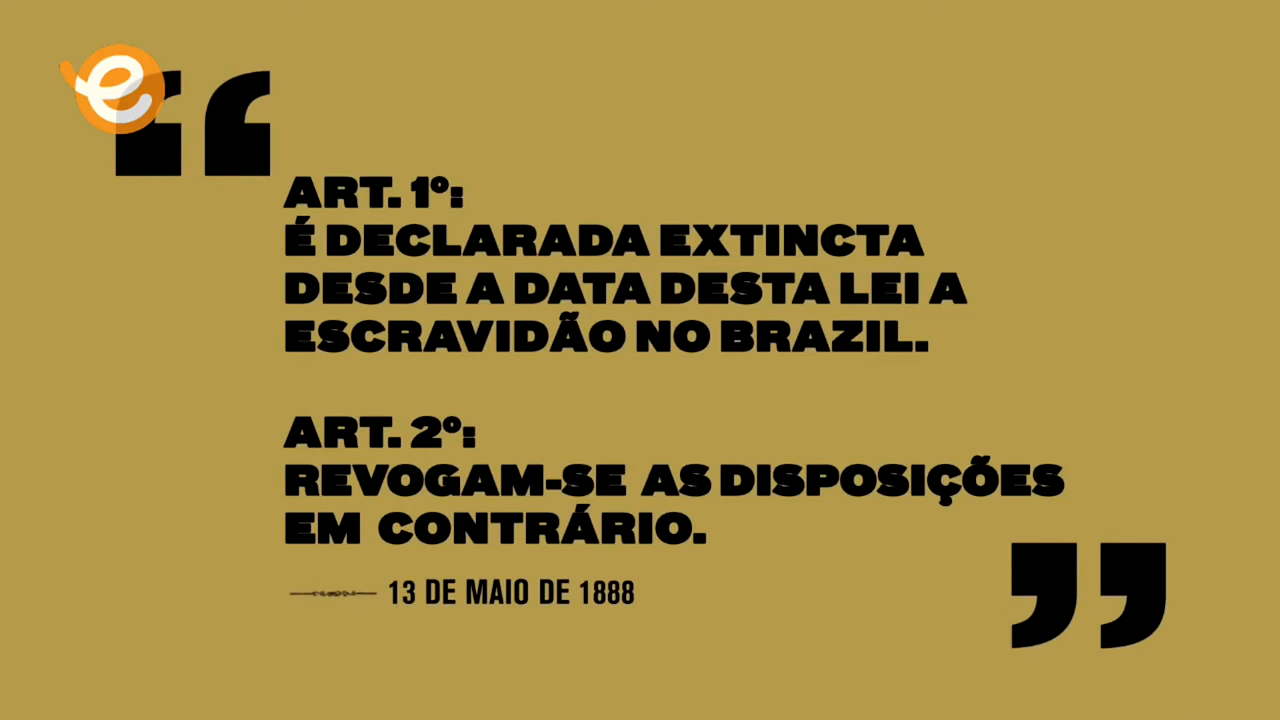 “
ART. 1º:
É DECLARADA EXTINCTA
DESDE A DATA DESTA LEI A
ESCRAVIDÃO NO BRAZIL.
ART. 2º:
REVOGAM-SE AS DISPOSIÇÕES
EM CONTRÁRIO.
13 DE MAIO DE 1888
”